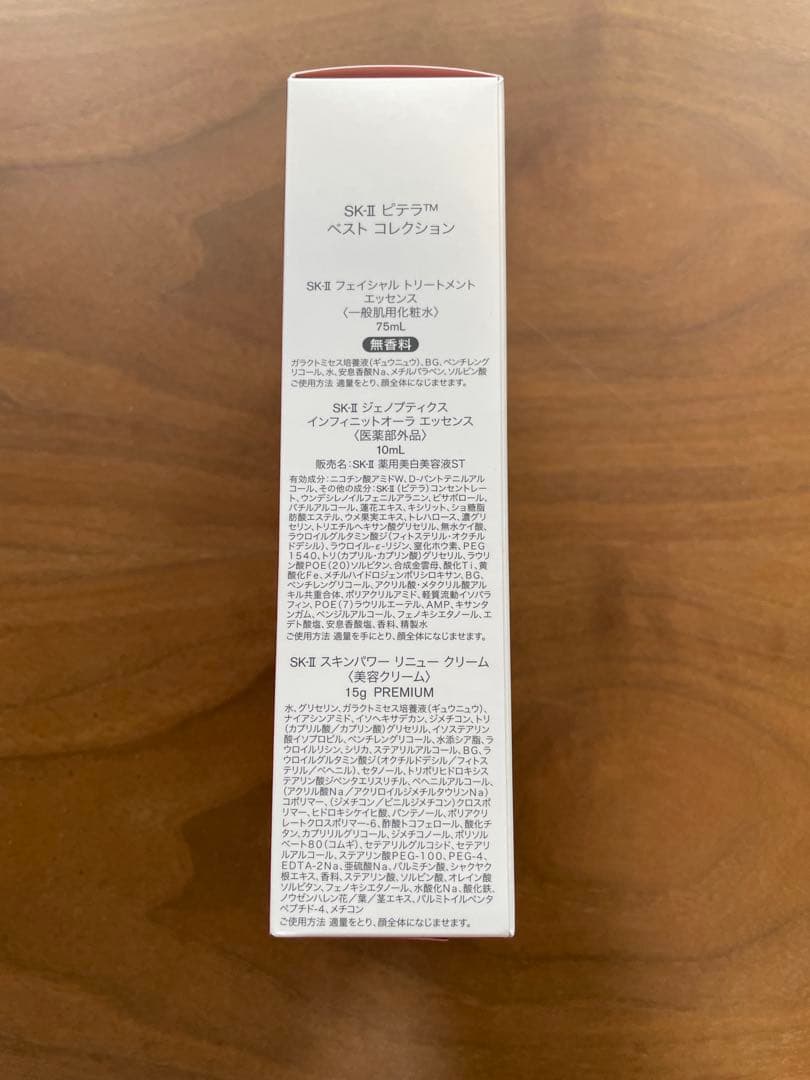 SK-Ⅱ ピテラ™
ベスト コレクション
SK-Ⅱ フェイシャル トリートメント
エッセンス
〈一般肌用化粧水〉
75mL
無香料
ガラクトミセス培養液(ギュウニュウ)、BG、ペンチレング
リコール、水、安息香酸Na、メチルパラベン、ソルビン酸
ご使用方法 適量をとり、顔全体になじませます。
SK-Ⅱ ジェノプティクス
インフィニットオーラ エッセンス
〈医薬部外品〉
10mL
販売名:SK-Ⅱ 薬用美白美容液ST
有効成分:ニコチン酸アミドW、D-パントテニルアル
コール、その他の成分:SK-Ⅱ(ピテラ)コンセントレー
ト、ウンデシレノイルフェニルアラニン、ビサボロール、
バチルアルコール、蓮花エキス、キシリット、ショ糖脂
肪酸エステル、ウメ果実エキス、トレハロース、濃グリ
セリン、トリエチルヘキサン酸グリセリル、無水ケイ酸、
ラウロイルグルタミン酸ジ(フィトステリル・オクチル
ドデシル)、ラウロイル-ε-リジン、窒化ホウ素、PEG
1540、トリ(カプリル・カプリン酸)グリセリル、ラウリ
ン酸POE(20)ソルビタン、合成金雲母、酸化Ti、黄
酸化Fe、メチルハイドロジェンポリシロキサン、BG、
ペンチレングリコール、アクリル酸・メタクリル酸アル
キル共重合体、ポリアクリルアミド、軽質流動イソパラ
フィン、POE(7)ラウリルエーテル、AMP、キサンタ
ンガム、ベンジルアルコール、フェノキシエタノール、エ
デト酸塩、安息香酸塩、香料、精製水
ご使用方法 適量を手にとり、顔全体になじませます。
SK-Ⅱ スキンパワー リニュー クリーム
〈美容クリーム〉
15g PREMIUM
水、グリセリン、ガラクトミセス培養液(ギュウニュウ)、
ナイアシンアミド、イソヘキサデカン、ジメチコン、トリ
(カプリル酸/カプリン酸)グリセリル、イソステアリン
酸イソプロピル、ペンチレングリコール、水添シア脂、ラ
ウロイルリシン、シリカ、ステアリルアルコール、BG、ラ
ウロイルグルタミン酸ジ(オクチルドデシル/フィトス
テリル/ベヘニル)、セタノール、トリポリヒドロキシス
テアリン酸ジペンタエリスリチル、ベヘニルアルコール、
(アクリル酸Na/アクリロイルジメチルタウリンNa)
コポリマー、(ジメチコン/ビニルジメチコン)クロスポ
リマー、ヒドロキシケイヒ酸、パンテノール、ポリアクリ
レートクロスポリマー-6、酢酸トコフェロール、酸化チ
タン、カプリリルグリコール、ジメチコノール、ポリソル
ベート80(コムギ)、セテアリルグルコシド、セテアリ
ルアルコール、ステアリン酸PEG-100、PEG-4、
EDTA-2Na、亜硫酸Na、パルミチン酸、シャクヤク
根エキス、香料、ステアリン酸、ソルビン酸、オレイン酸
ソルビタン、フェノキシエタノール、水酸化Na、酸化鉄、
ノウゼンハレン花/葉/茎エキス、パルミトイルペンタ
ペプチド-4、メチコン
ご使用方法 適量をとり、顔全体になじませます。